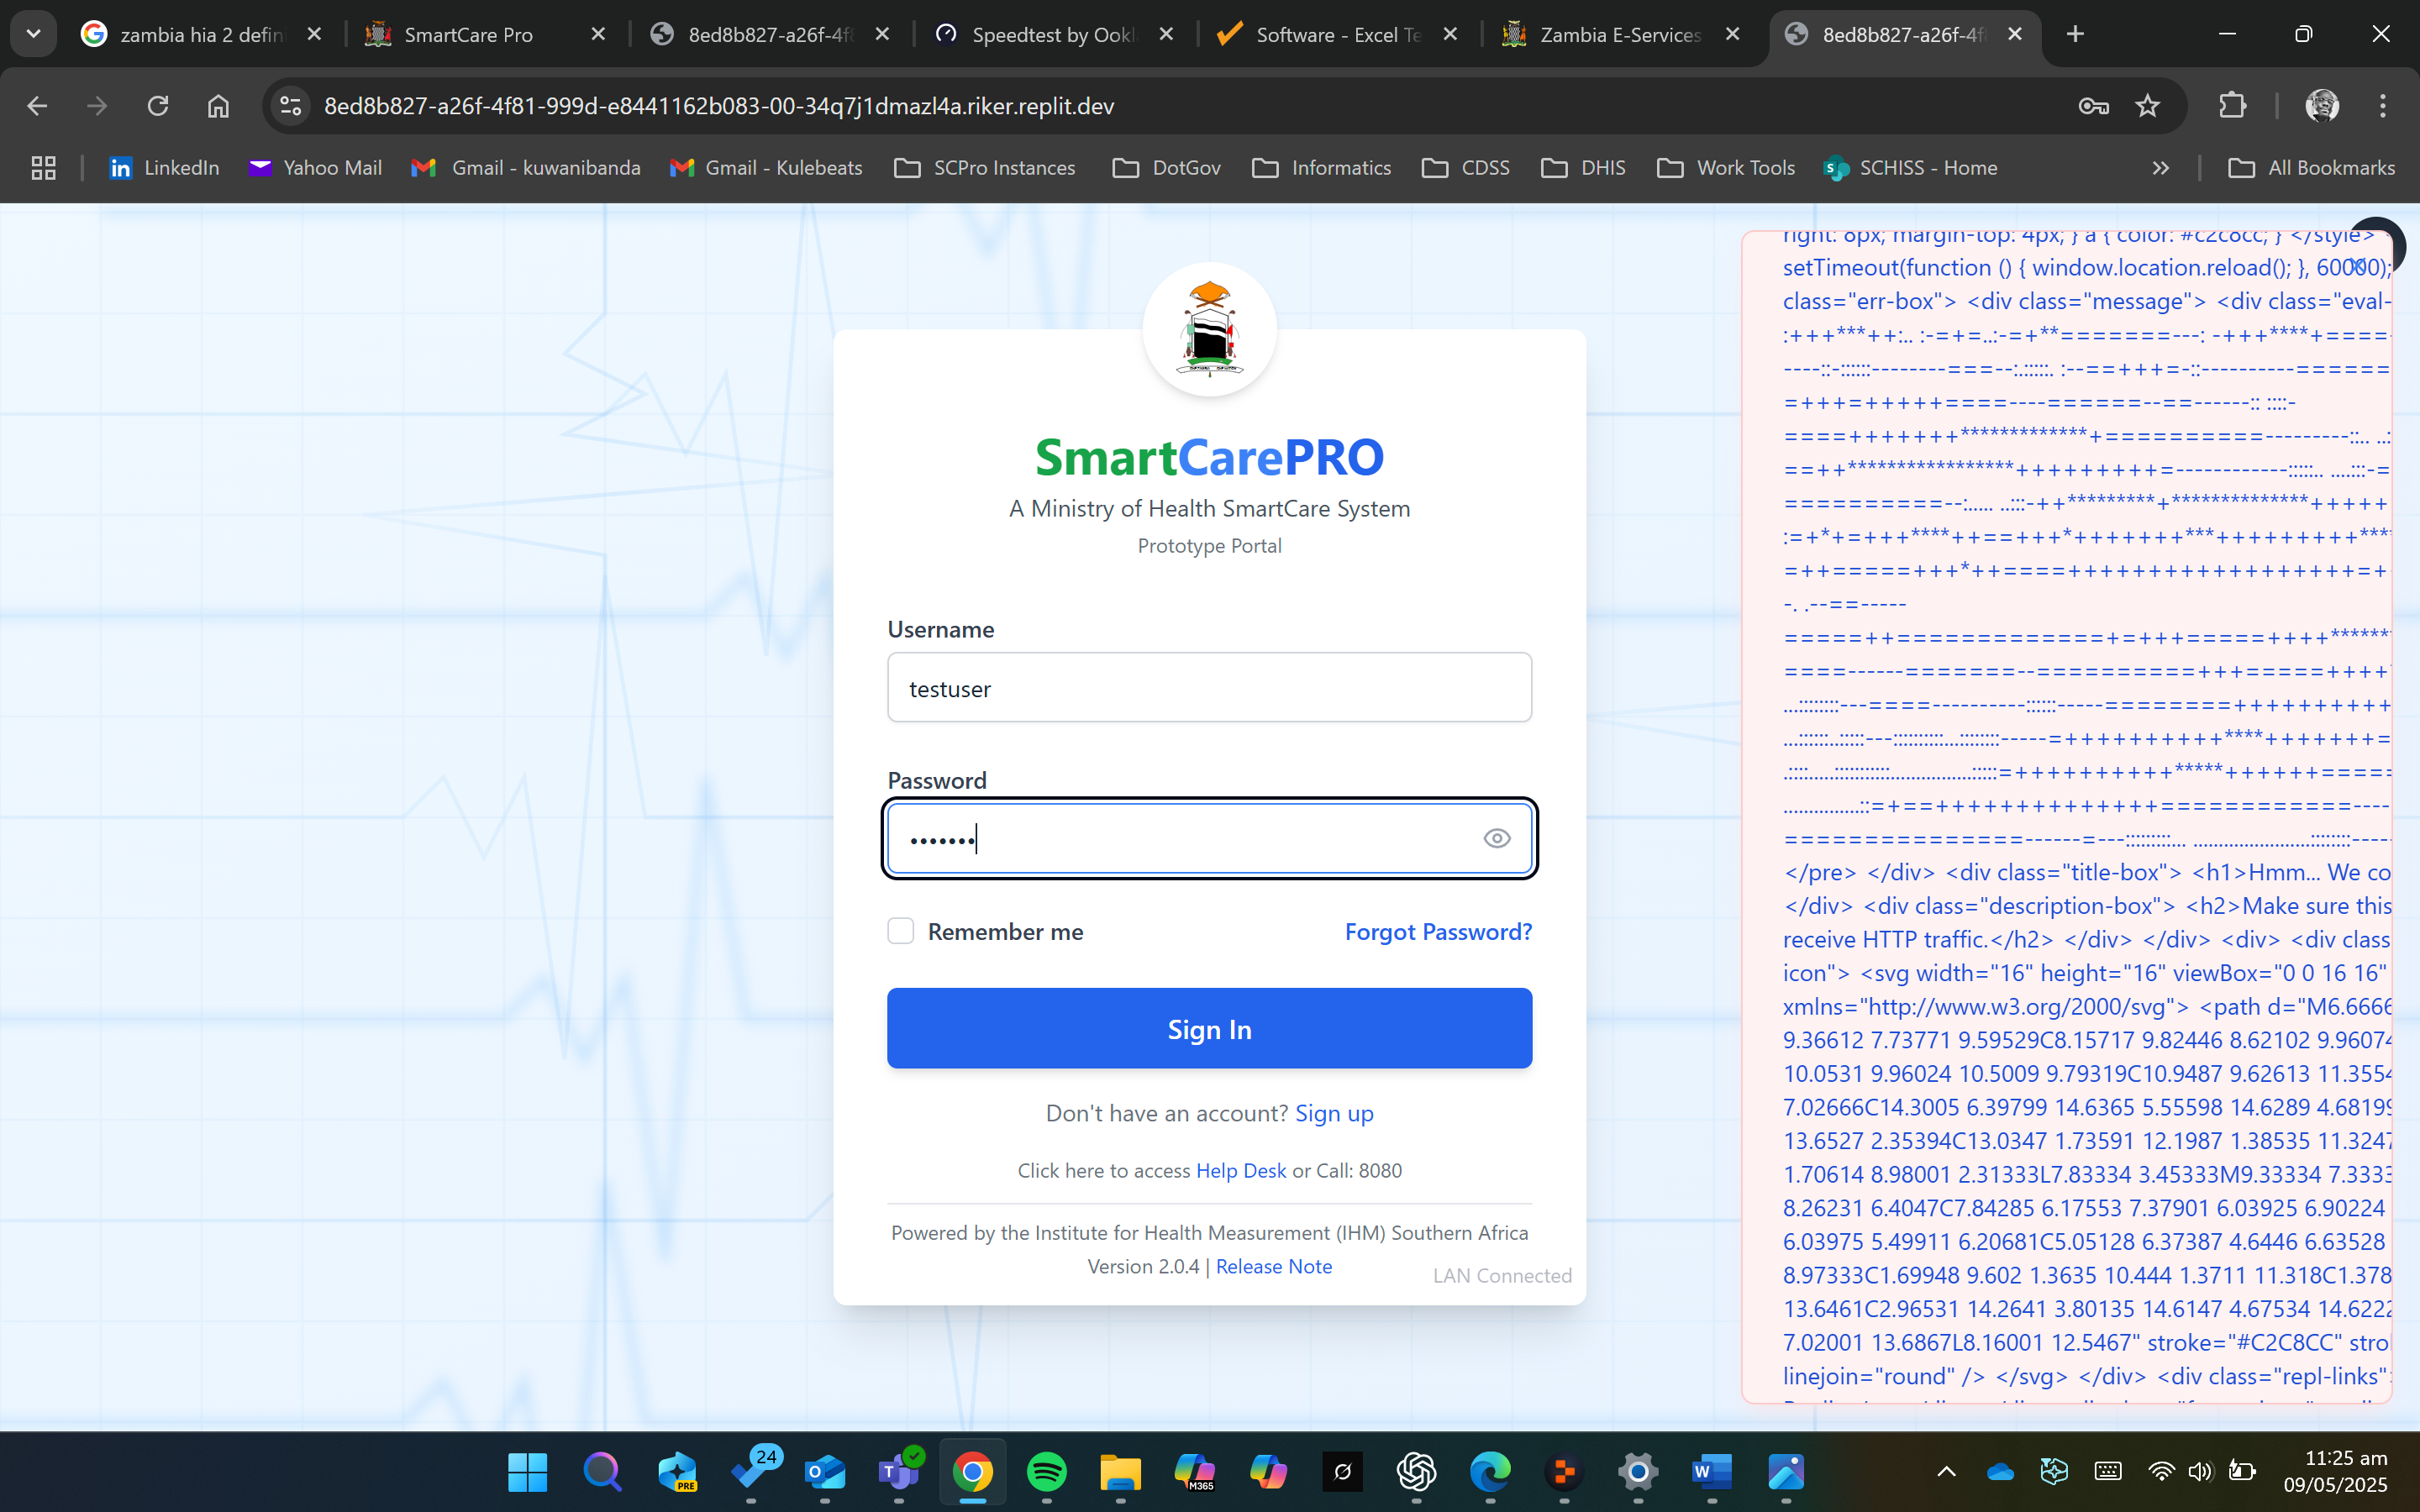 zambia hia 2 defin
SmartCare Pro
8ed8b827-a26f-4f8
Speedtest by Ookl
Software - Excel Te
Zambia E-Services
8ed8b827-a26f-4f8
8ed8b827-a26f-4f81-999d-e8441162b083-00-34q7j1dmazl4a.riker.replit.dev
LinkedIn
Yahoo Mail
Gmail - kuwanibanda
Gmail - Kulebeats
SCPro Instances
DotGov
Informatics
CDSS
DHIS
Work Tools
SCHISS - Home
All Bookmarks
SmartCarePRO
A Ministry of Health SmartCare System
Prototype Portal
Username
testuser
Password
Remember me
Forgot Password?
Sign In
Don't have an account? Sign up
Click here to access Help Desk or Call: 8080
Powered by the Institute for Health Measurement (IHM) Southern Africa
Version 2.0.4 | Release Note
LAN Connected
right: 8px; margin-top: 4px; } a { color: #c2c8cc; } </style>
setTimeout(function () { window.location.reload(); }, 60000);
class="err-box"> <div class="message"> <div class="eval-
</pre> </div> <div class="title-box"> <h1>Hmm... We co
</div> <div class="description-box"> <h2>Make sure this
receive HTTP traffic.</h2> </div> </div> <div> <div class
icon"> <svg width="16" height="16" viewBox="0 0 16 16"
xmlns="http://www.w3.org/2000/svg"> <path d="M6.6666
9.36612 7.73771 9.59529C8.15717 9.82446 8.62102 9.96074
10.0531 9.96024 10.5009 9.79319C10.9487 9.62613 11.3554
7.02666C14.3005 6.39799 14.6365 5.55598 14.6289 4.68199
13.6527 2.35394C13.0347 1.73591 12.1987 1.38535 11.3247
1.70614 8.98001 2.31333L7.83334 3.45333M9.33334 7.3333
8.26231 6.4047C7.84285 6.17553 7.37901 6.03925 6.90224
6.03975 5.49911 6.20681C5.05128 6.37387 4.6446 6.63528
8.97333C1.69948 9.602 1.3635 10.444 1.3711 11.318C1.378
13.6461C2.96531 14.2641 3.80135 14.6147 4.67534 14.6222
7.02001 13.6867L8.16001 12.5467" stroke="#C2C8CC" stro
linejoin="round" /> </svg> </div> <div class="repl-links"
24
PRE
M365
11:25 am
09/05/2025